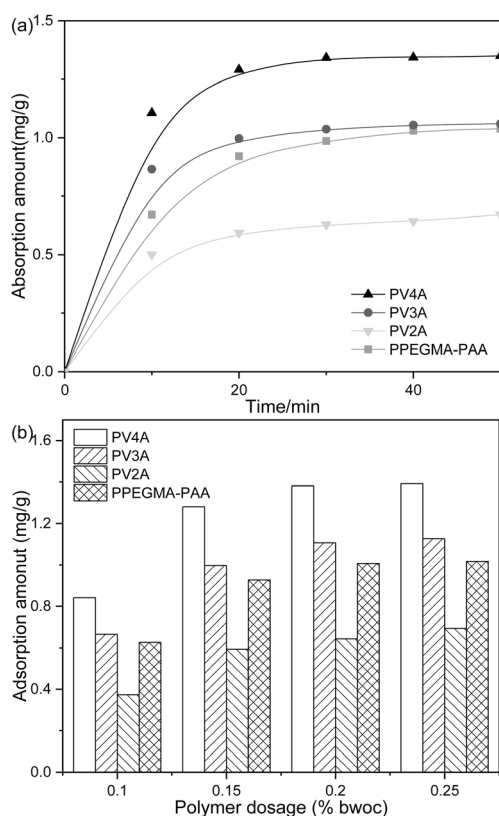 (a)
1.5
1.0
0.5
0.0
Absorption amount(mg/g)
PV4A
PV3A
PV2A
PPEGMA-PAA
0
20
40
Time/min
(b)
1.6
1.2
0.8
0.4
0.0
Adsorption amonut (mg/g)
PV4A
PV3A
PV2A
PPEGMA-PAA
0.1
0.15
0.2
0.25
Polymer dosage (% bwoc)